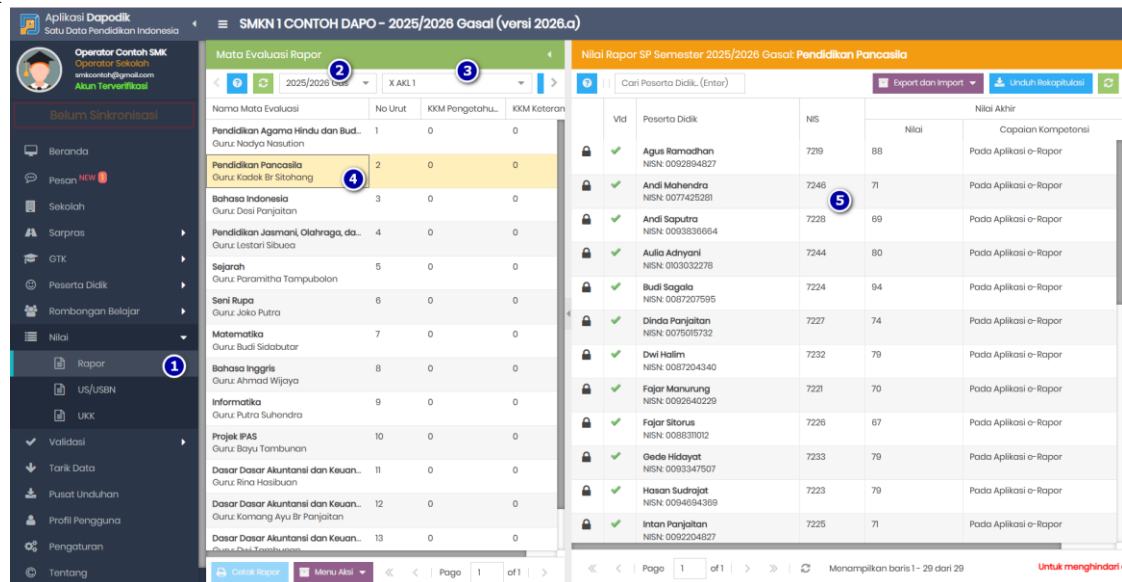 Aplikasi Dapodik
Satu Data Pendidikan Indonesia
SMKN 1 CONTOH DAPO - 2025/2026 Gasal (versi 2026.a)
Operator Contoh SMK
Operator Sekolah
smkcontoh@gmail.com
Akun Terverifikasi
Belum Sinkronisasi
Beranda
Pesan NEW 1
Sekolah
Sarpras
GTK
Peserta Didik
Rombongan Belajar
Nilai
Rapor 1
US/USBN
UKK
Validasi
Tarik Data
Pusat Unduhan
Profil Pengguna
Pengaturan
Tentang
Mata Evaluasi Rapor
2025/2026 Gas 2 X AKL 1 3
Nama Mata Evaluasi No Urut KKM Pengetahu... KKM Keteran
Pendidikan Agama Hindu dan Bud... 1 0 0
Guru: Nadya Nasution
Pendidikan Pancasila 2 0 0
Guru: Kadek Br Sitohang 4
Bahasa Indonesia 3 0 0
Guru: Desi Panjaitan
Pendidikan Jasmani, Olahraga, da... 4 0 0
Guru: Lestari Sibuea
Sejarah 5 0 0
Guru: Paramitha Tampubolon
Seni Rupa 6 0 0
Guru: Joko Putra
Matematika 7 0 0
Guru: Budi Sidabutar
Bahasa Inggris 8 0 0
Guru: Ahmad Wijaya
Informatika 9 0 0
Guru: Putra Suhendra
Projek IPAS 10 0 0
Guru: Bayu Tambunan
Dasar Dasar Akuntansi dan Keuan... 11 0 0
Guru: Rina Hasibuan
Dasar Dasar Akuntansi dan Keuan... 12 0 0
Guru: Komang Ayu Br Panjaitan
Dasar Dasar Akuntansi dan Keuan... 13 0 0
Guru: Dwi Tambunan
Cetak Rapor Menu Aksi Page 1 of 1
Nilai Rapor SP Semester 2025/2026 Gasal: Pendidikan Pancasila
Cari Peserta Didik.. (Enter) Export dan Import Unduh Rekapitulasi
Vld Peserta Didik NIS Nilai Akhir
Nilai Capaian Kompetensi
Agus Ramadhan 7219 88 Pada Aplikasi e-Rapor
NISN: 0092894827
Andi Mahendra 7246 71 Pada Aplikasi e-Rapor
NISN: 0077425281 5
Andi Saputra 7228 69 Pada Aplikasi e-Rapor
NISN: 0093836664
Aulia Adnyani 7244 80 Pada Aplikasi e-Rapor
NISN: 0103032278
Budi Sagala 7224 94 Pada Aplikasi e-Rapor
NISN: 0087207595
Dinda Panjaitan 7227 74 Pada Aplikasi e-Rapor
NISN: 0075015732
Dwi Halim 7232 79 Pada Aplikasi e-Rapor
NISN: 0087204340
Fajar Manurung 7221 70 Pada Aplikasi e-Rapor
NISN: 0092640229
Fajar Sitorus 7226 67 Pada Aplikasi e-Rapor
NISN: 0088311012
Gede Hidayat 7233 79 Pada Aplikasi e-Rapor
NISN: 0093347507
Hasan Sudrajat 7223 79 Pada Aplikasi e-Rapor
NISN: 0094694369
Intan Panjaitan 7225 71 Pada Aplikasi e-Rapor
NISN: 0092204827
Page 1 of 1 Menampilkan baris 1 - 29 dari 29 Untuk menghindari